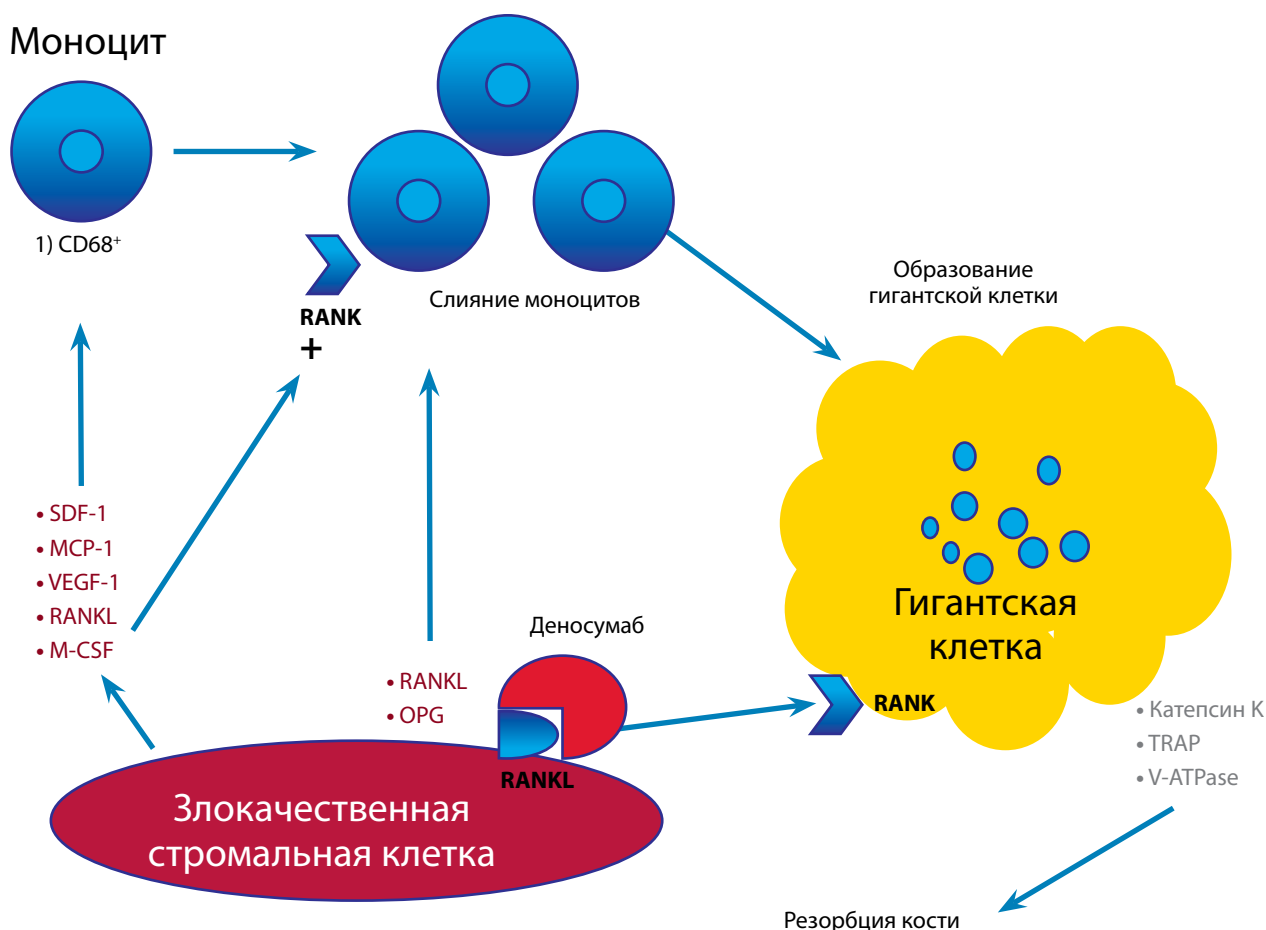 Моноцит
1) CD68⁺
RANK
+
Слияние моноцитов
Образование
гигантской клетки
• SDF-1
• MCP-1
• VEGF-1
• RANKL
• M-CSF
• RANKL
• OPG
Деносумаб
RANKL
Злокачественная
стромальная клетка
Гигантская
клетка
RANK
• Катепсин К
• TRAP
• V-ATPase
Резорбция кости